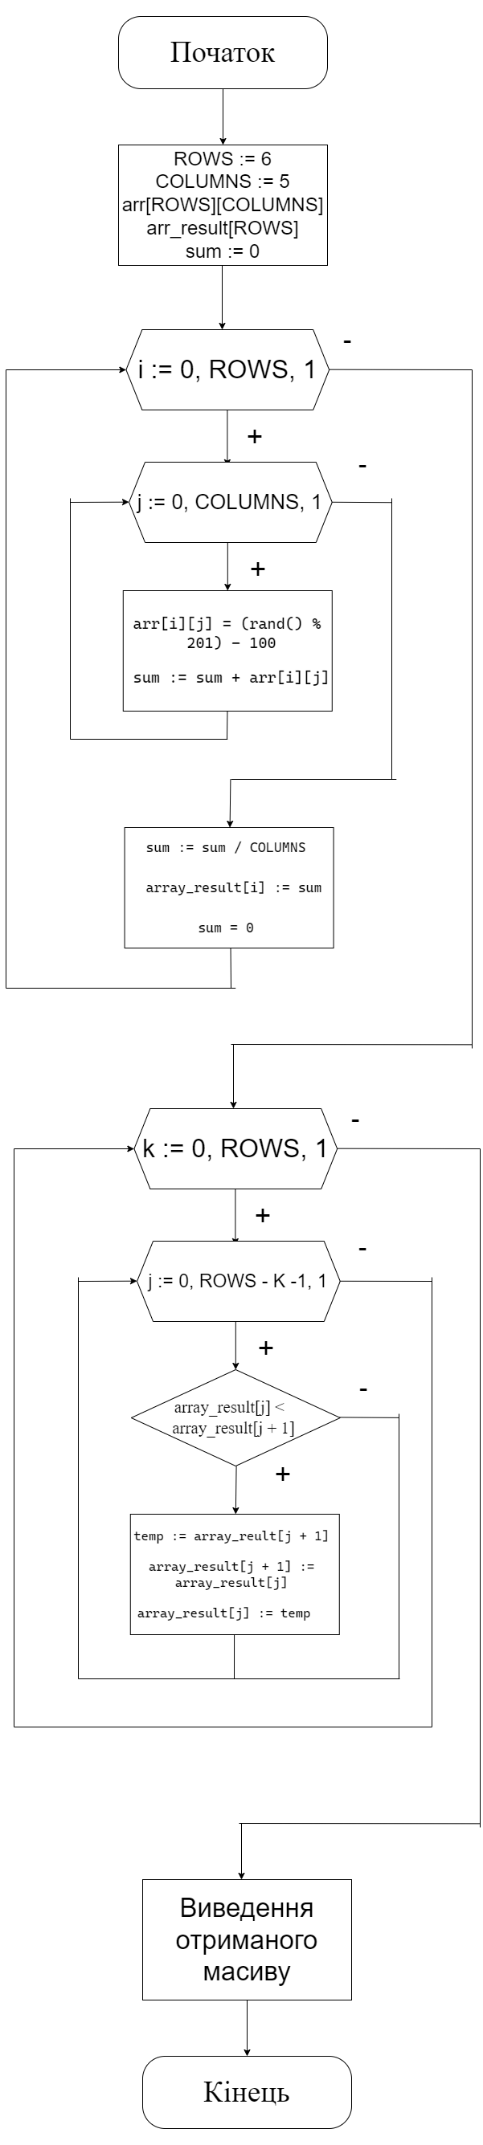 Початок
ROWS := 6
COLUMNS := 5
arr[ROWS][COLUMNS]
arr_result[ROWS]
sum := 0
-
i := 0, ROWS, 1
+
-
j := 0, COLUMNS, 1
+
arr[i][j] = (rand() %
201) - 100
sum := sum + arr[i][j]
sum := sum / COLUMNS
array_result[i] := sum
sum = 0
-
k := 0, ROWS, 1
+
-
j := 0, ROWS - K -1, 1
+
-
array_result[j] <
array_result[j + 1]
+
temp := array_reult[j + 1]
array_result[j + 1] :=
array_result[j]
array_result[j] := temp
Виведення
отриманого
масиву
Кінець